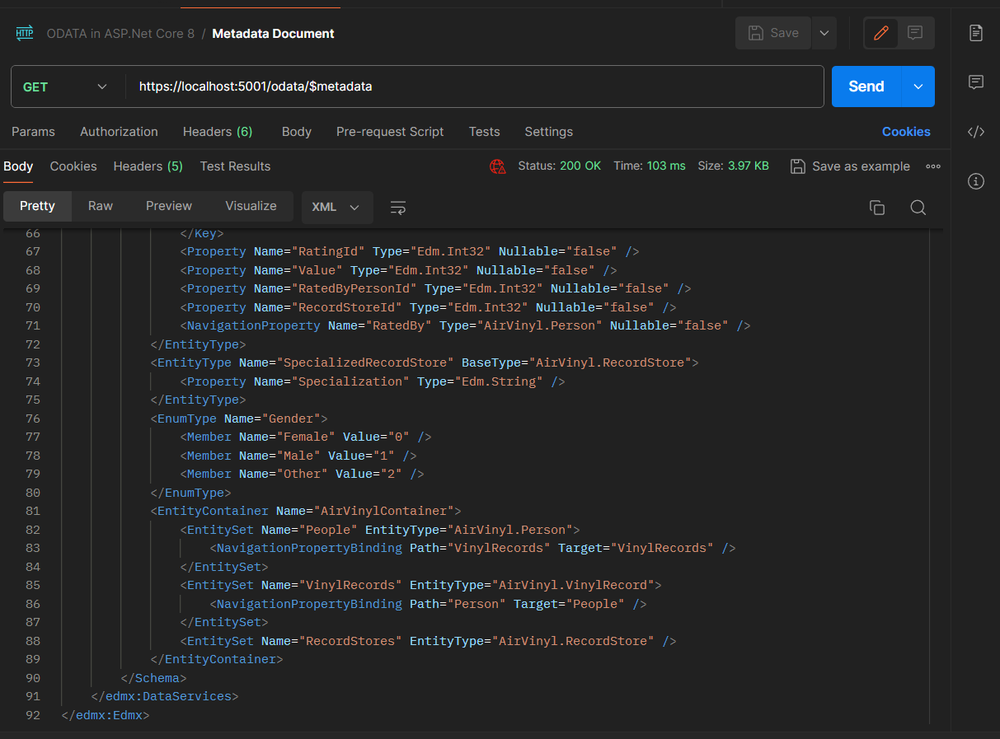 HTTP ODATA in ASP.Net Core 8 / Metadata Document Save
GET https://localhost:5001/odata/$metadata Send
Params Authorization Headers (6) Body Pre-request Script Tests Settings Cookies
Body Cookies Headers (5) Test Results Status: 200 OK Time: 103 ms Size: 3.97 KB Save as example
Pretty Raw Preview Visualize XML
66 </Key>
67 <Property Name="RatingId" Type="Edm.Int32" Nullable="false" />
68 <Property Name="Value" Type="Edm.Int32" Nullable="false" />
69 <Property Name="RatedByPersonId" Type="Edm.Int32" Nullable="false" />
70 <Property Name="RecordStoreId" Type="Edm.Int32" Nullable="false" />
71 <NavigationProperty Name="RatedBy" Type="AirVinyl.Person" Nullable="false" />
72 </EntityType>
73 <EntityType Name="SpecializedRecordStore" BaseType="AirVinyl.RecordStore">
74 <Property Name="Specialization" Type="Edm.String" />
75 </EntityType>
76 <EnumType Name="Gender">
77 <Member Name="Female" Value="0" />
78 <Member Name="Male" Value="1" />
79 <Member Name="Other" Value="2" />
80 </EnumType>
81 <EntityContainer Name="AirVinylContainer">
82 <EntitySet Name="People" EntityType="AirVinyl.Person">
83 <NavigationPropertyBinding Path="VinylRecords" Target="VinylRecords" />
84 </EntitySet>
85 <EntitySet Name="VinylRecords" EntityType="AirVinyl.VinylRecord">
86 <NavigationPropertyBinding Path="Person" Target="People" />
87 </EntitySet>
88 <EntitySet Name="RecordStores" EntityType="AirVinyl.RecordStore" />
89 </EntityContainer>
90 </Schema>
91 </edmx:DataServices>
92 </edmx:Edmx>